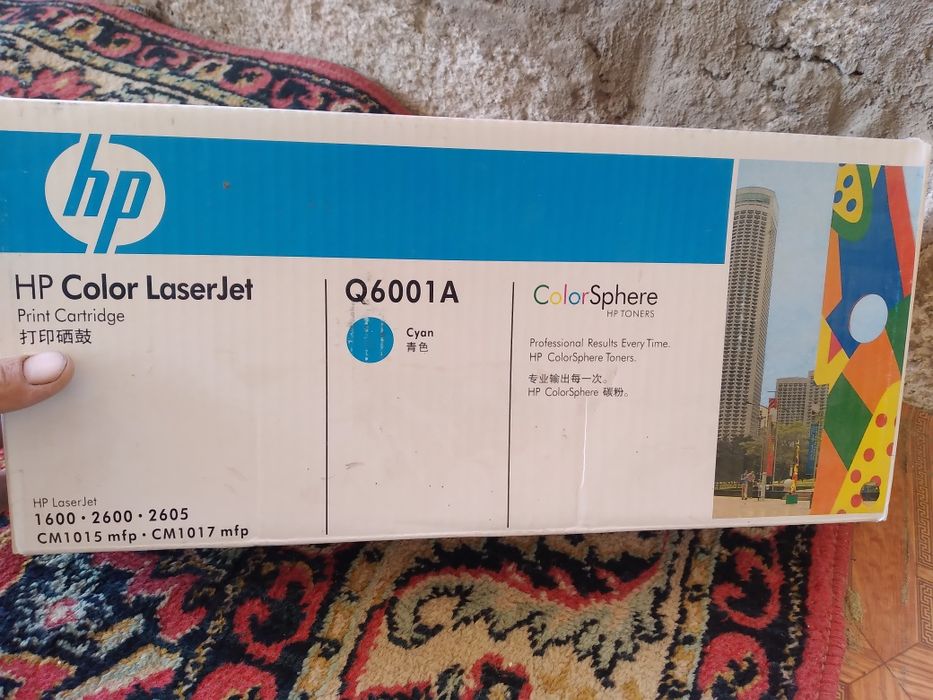 hp
HP Color LaserJet
Print Cartridge
打印硒鼓
HP LaserJet
1600 · 2600 · 2605
CM1015 mfp · CM1017 mfp
Q6001A
Cyan
青色
ColorSphere
HP TONERS
Professional Results Every Time.
HP ColorSphere Toners.
专业输出每一次。
HP ColorSphere 碳粉。